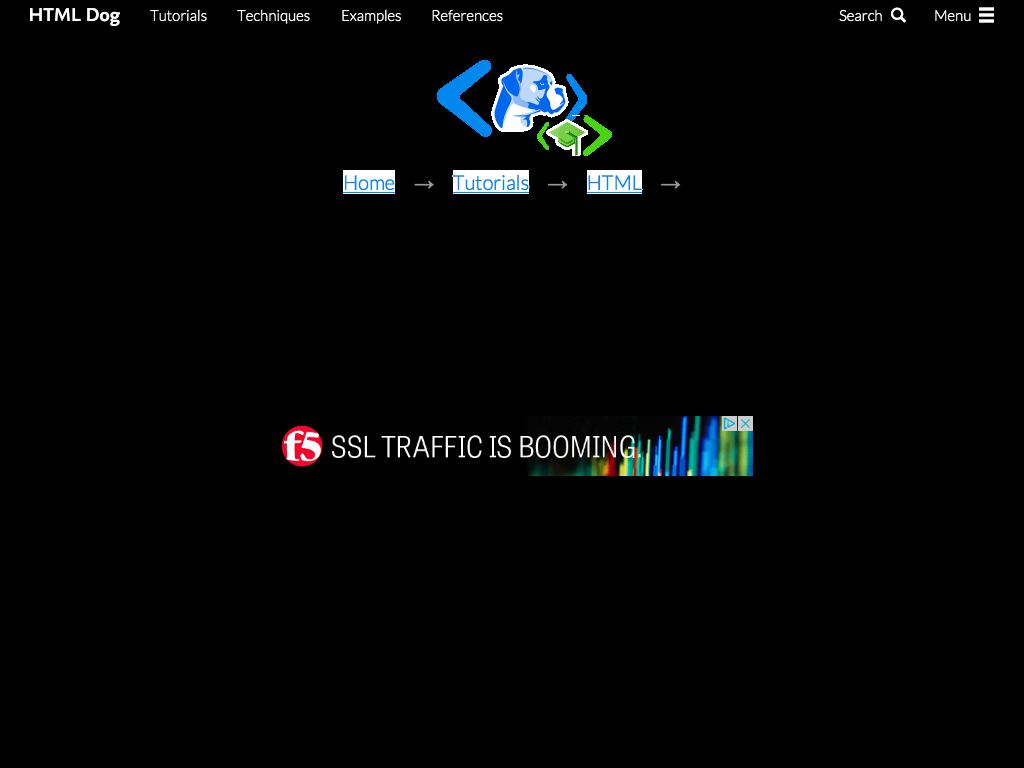 HTML Dog Tutorials Techniques Examples References Search Menu
Home → Tutorials → HTML →
f5 SSL TRAFFIC IS BOOMING.